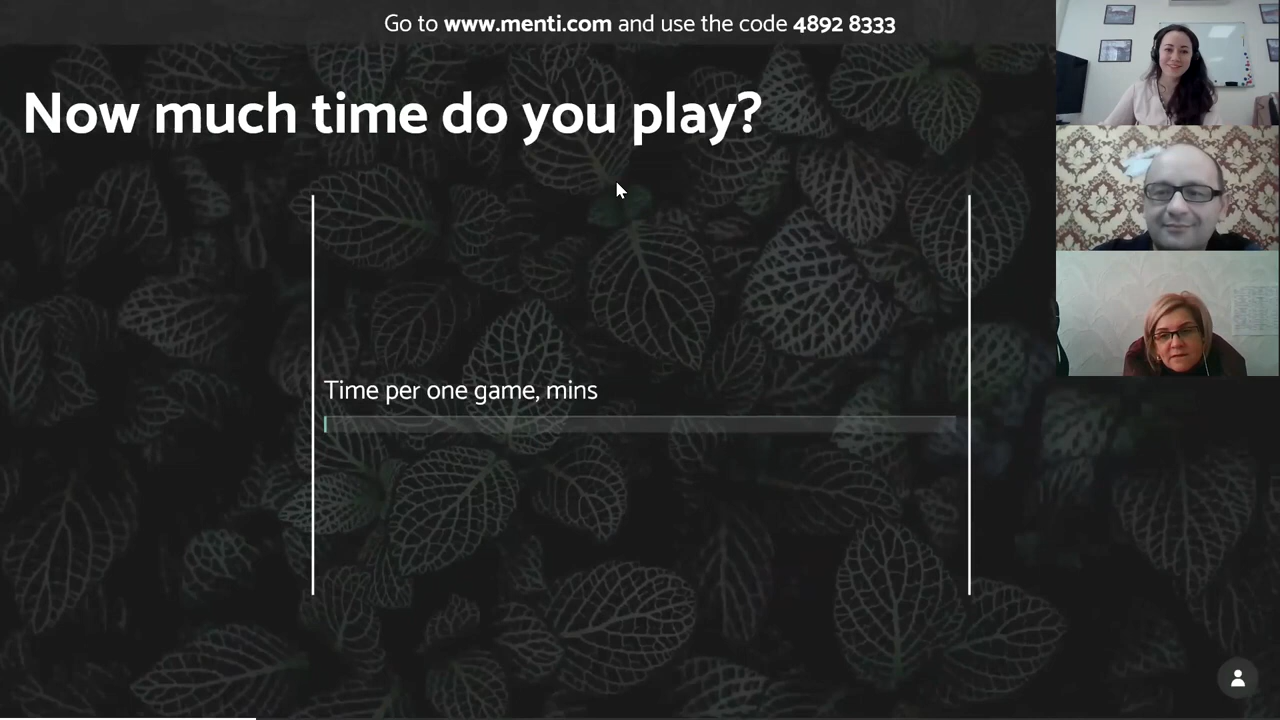 Go to www.menti.com and use the code 4892 8333
Now much time do you play?
Time per one game, mins